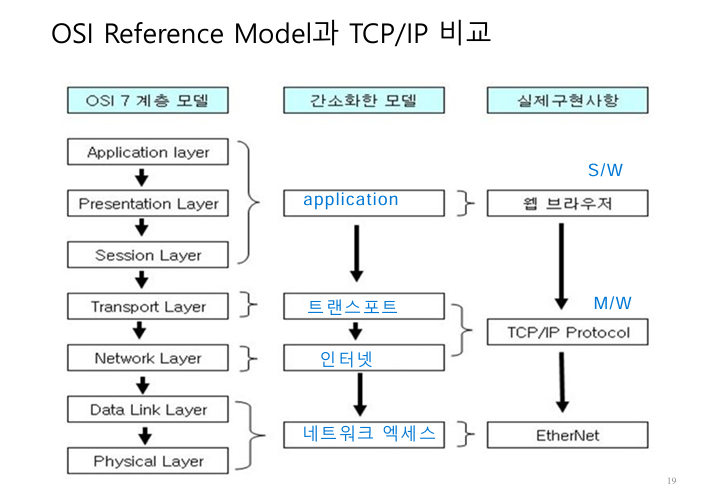 OSI Reference Model과 TCP/IP 비교
OSI 7 계층 모델
간소화한 모델
실제구현사항
Application layer
Presentation Layer
Session Layer
Transport Layer
Network Layer
Data Link Layer
Physical Layer
application
트랜스포트
인터넷
네트워크 엑세스
S/W
웹 브라우저
M/W
TCP/IP Protocol
EtherNet
19